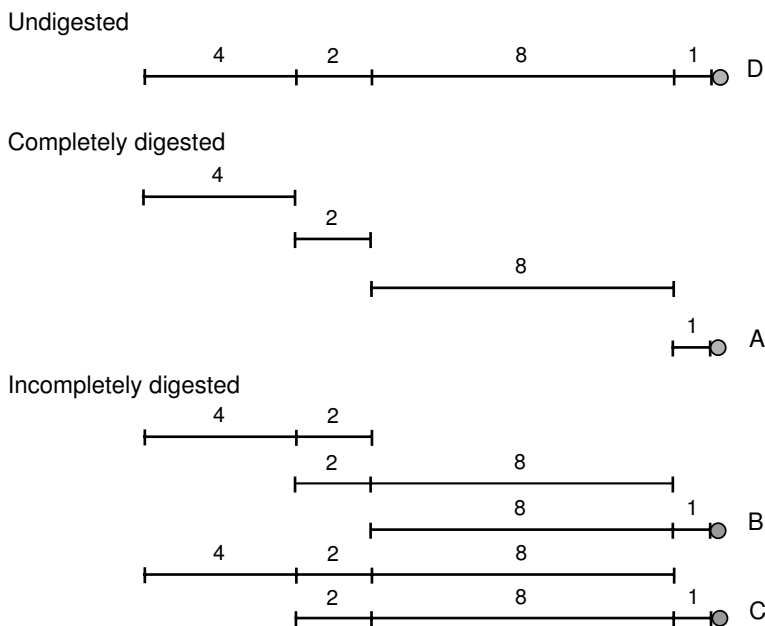 Undigested
4 2 8 1 D
Completely digested
4
2
8
1 A
Incompletely digested
4 2
2 8
8 1 B
4 2 8
2 8 1 C